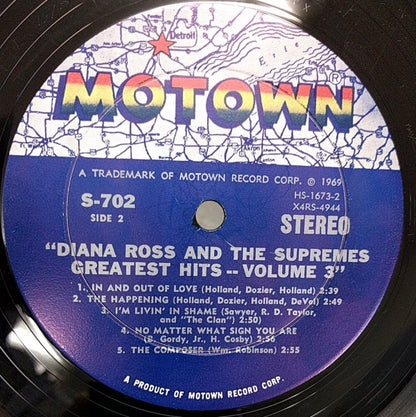 Detroit
Erie
MOTOWN®
A TRADEMARK OF MOTOWN RECORD CORP. © 1969
S-702
HS-1673-2
X4RS-4944
SIDE 2
STEREO
"DIANA ROSS AND THE SUPREMES
GREATEST HITS -- VOLUME 3"
1. IN AND OUT OF LOVE (Holland, Dozier, Holland) 2:39
2. THE HAPPENING (Holland, Dozier, Holland, DeVol) 2:49
3. I'M LIVIN' IN SHAME (Sawyer, R. D. Taylor,
and "The Clan") 2:50)
4. NO MATTER WHAT SIGN YOU ARE
(B. Gordy, Jr., H. Cosby) 2:46
5. THE COMPOSER (Wm. Robinson) 2:55
A PRODUCT OF MOTOWN RECORD CORP.